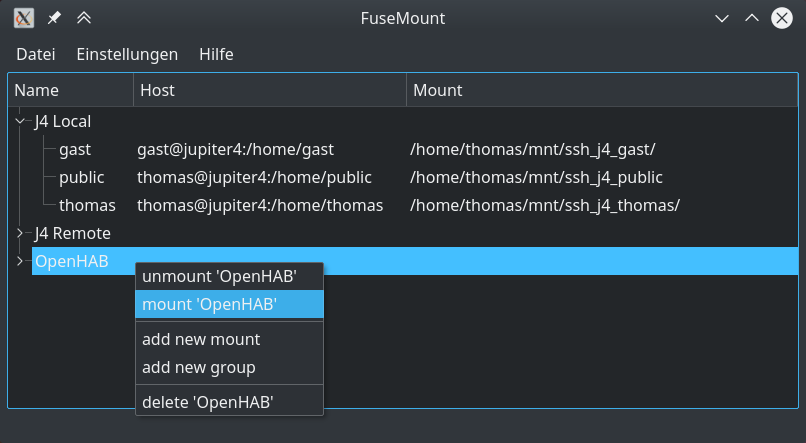 FuseMount
Datei Einstellungen Hilfe
Name Host Mount
J4 Local
gast gast@jupiter4:/home/gast /home/thomas/mnt/ssh_j4_gast/
public thomas@jupiter4:/home/public /home/thomas/mnt/ssh_j4_public
thomas thomas@jupiter4:/home/thomas /home/thomas/mnt/ssh_j4_thomas/
J4 Remote
OpenHAB
unmount 'OpenHAB'
mount 'OpenHAB'
add new mount
add new group
delete 'OpenHAB'